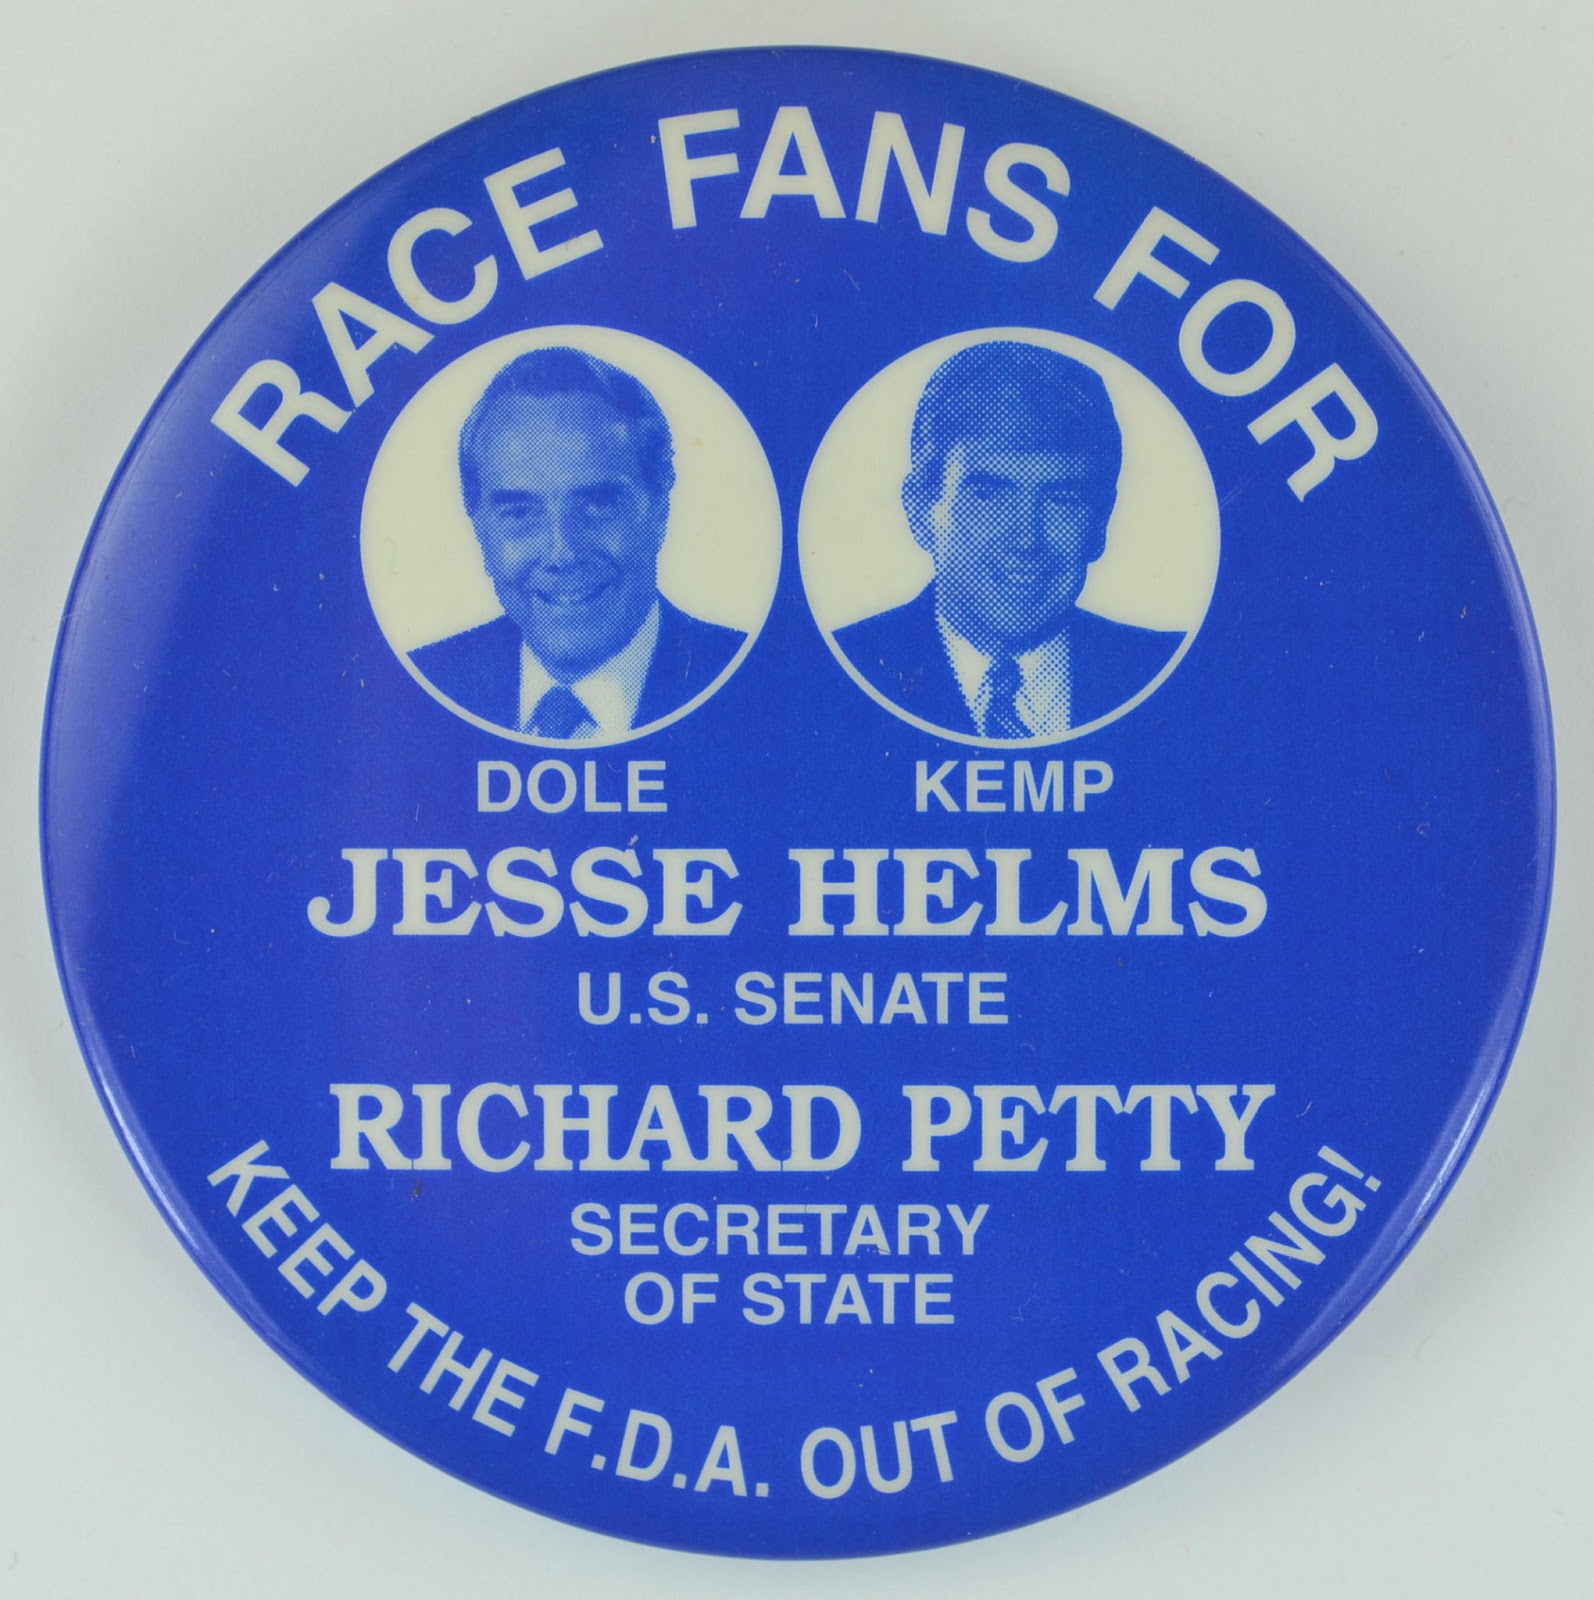 RACE FANS FOR
DOLE KEMP
JESSE HELMS
U.S. SENATE
RICHARD PETTY
SECRETARY
OF STATE
KEEP THE F.D.A. OUT OF RACING!